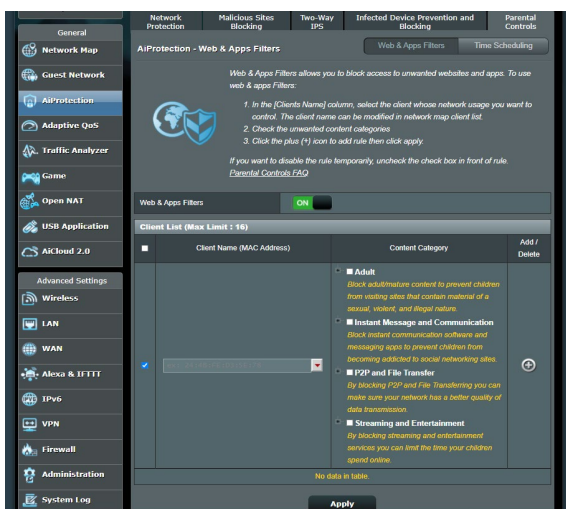 Network Protection
Malicious Sites Blocking
Two-Way IPS
Infected Device Prevention and Blocking
Parental Controls
General
Network Map
Guest Network
AiProtection
Adaptive QoS
Traffic Analyzer
Game
Open NAT
USB Application
AiCloud 2.0
Advanced Settings
Wireless
LAN
WAN
Alexa & IFTTT
IPv6
VPN
Firewall
Administration
System Log
AiProtection - Web & Apps Filters
Web & Apps Filters
Time Scheduling
Web & Apps Filters allows you to block access to unwanted websites and apps. To use
web & apps Filters:
1. In the [Clients Name] column, select the client whose network usage you want to
control. The client name can be modified in network map client list.
2. Check the unwanted content categories
3. Click the plus (+) icon to add rule then click apply.
If you want to disable the rule temporarily, uncheck the check box in front of rule.
Parental Controls FAQ
Web & Apps Filters
ON
Client List (Max Limit : 16)
Client Name (MAC Address)
Content Category
Add /
Delete
Adult
Block adult/mature content to prevent children
from visiting sites that contain material of a
sexual, violent, and illegal nature.
Instant Message and Communication
Block instant communication software and
messaging apps to prevent children from
becoming addicted to social networking sites.
P2P and File Transfer
By blocking P2P and File Transferring you can
make sure your network has a better quality of
data transmission.
Streaming and Entertainment
By blocking streaming and entertainment
services you can limit the time your children
spend online.
No data in table.
Apply